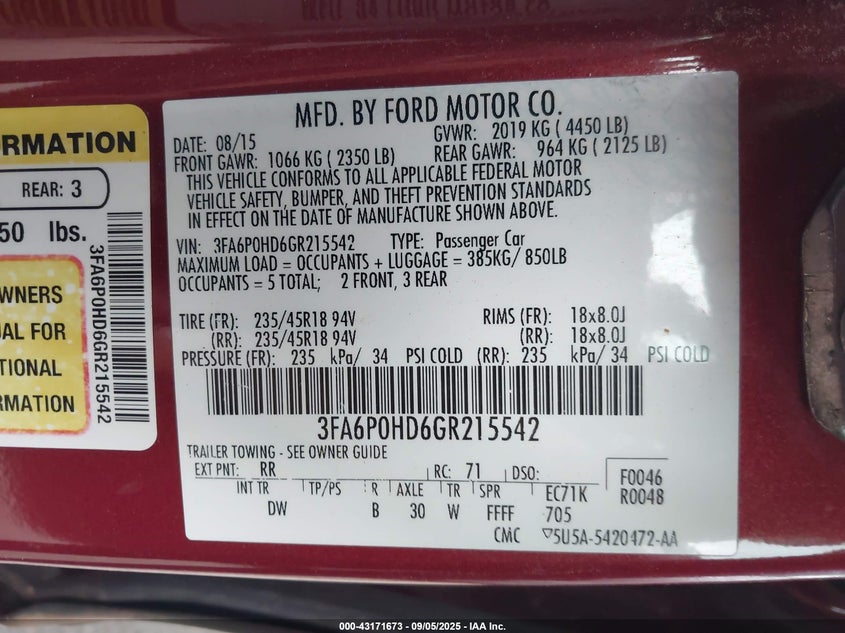 ORMATION
REAR: 3
50 lbs.
3FA6P0HD6GR215542
WNERS
UAL FOR
TIONAL
ORMATION
MFD. BY FORD MOTOR CO.
DATE: 08/15 GVWR: 2019 KG ( 4450 LB)
FRONT GAWR: 1066 KG ( 2350 LB) REAR GAWR: 964 KG ( 2125 LB)
THIS VEHICLE CONFORMS TO ALL APPLICABLE FEDERAL MOTOR
VEHICLE SAFETY, BUMPER, AND THEFT PREVENTION STANDARDS
IN EFFECT ON THE DATE OF MANUFACTURE SHOWN ABOVE.
VIN: 3FA6P0HD6GR215542 TYPE: Passenger Car
MAXIMUM LOAD = OCCUPANTS + LUGGAGE = 385KG/ 850LB
OCCUPANTS = 5 TOTAL; 2 FRONT, 3 REAR
TIRE (FR): 235/45R18 94V RIMS (FR): 18x8.0J
(RR): 235/45R18 94V (RR): 18x8.0J
PRESSURE (FR): 235 kPa/ 34 PSI COLD (RR): 235 kPa/ 34 PSI COLD
3FA6P0HD6GR215542
TRAILER TOWING - SEE OWNER GUIDE
EXT PNT: RR RC: 71 DSO: F0046
INT TR TP/PS R AXLE TR SPR EC71K R0048
DW B 30 W FFFF 705
CMC ▽5U5A-5420472-AA
000-43171673 - 09/05/2025 - IAA Inc.